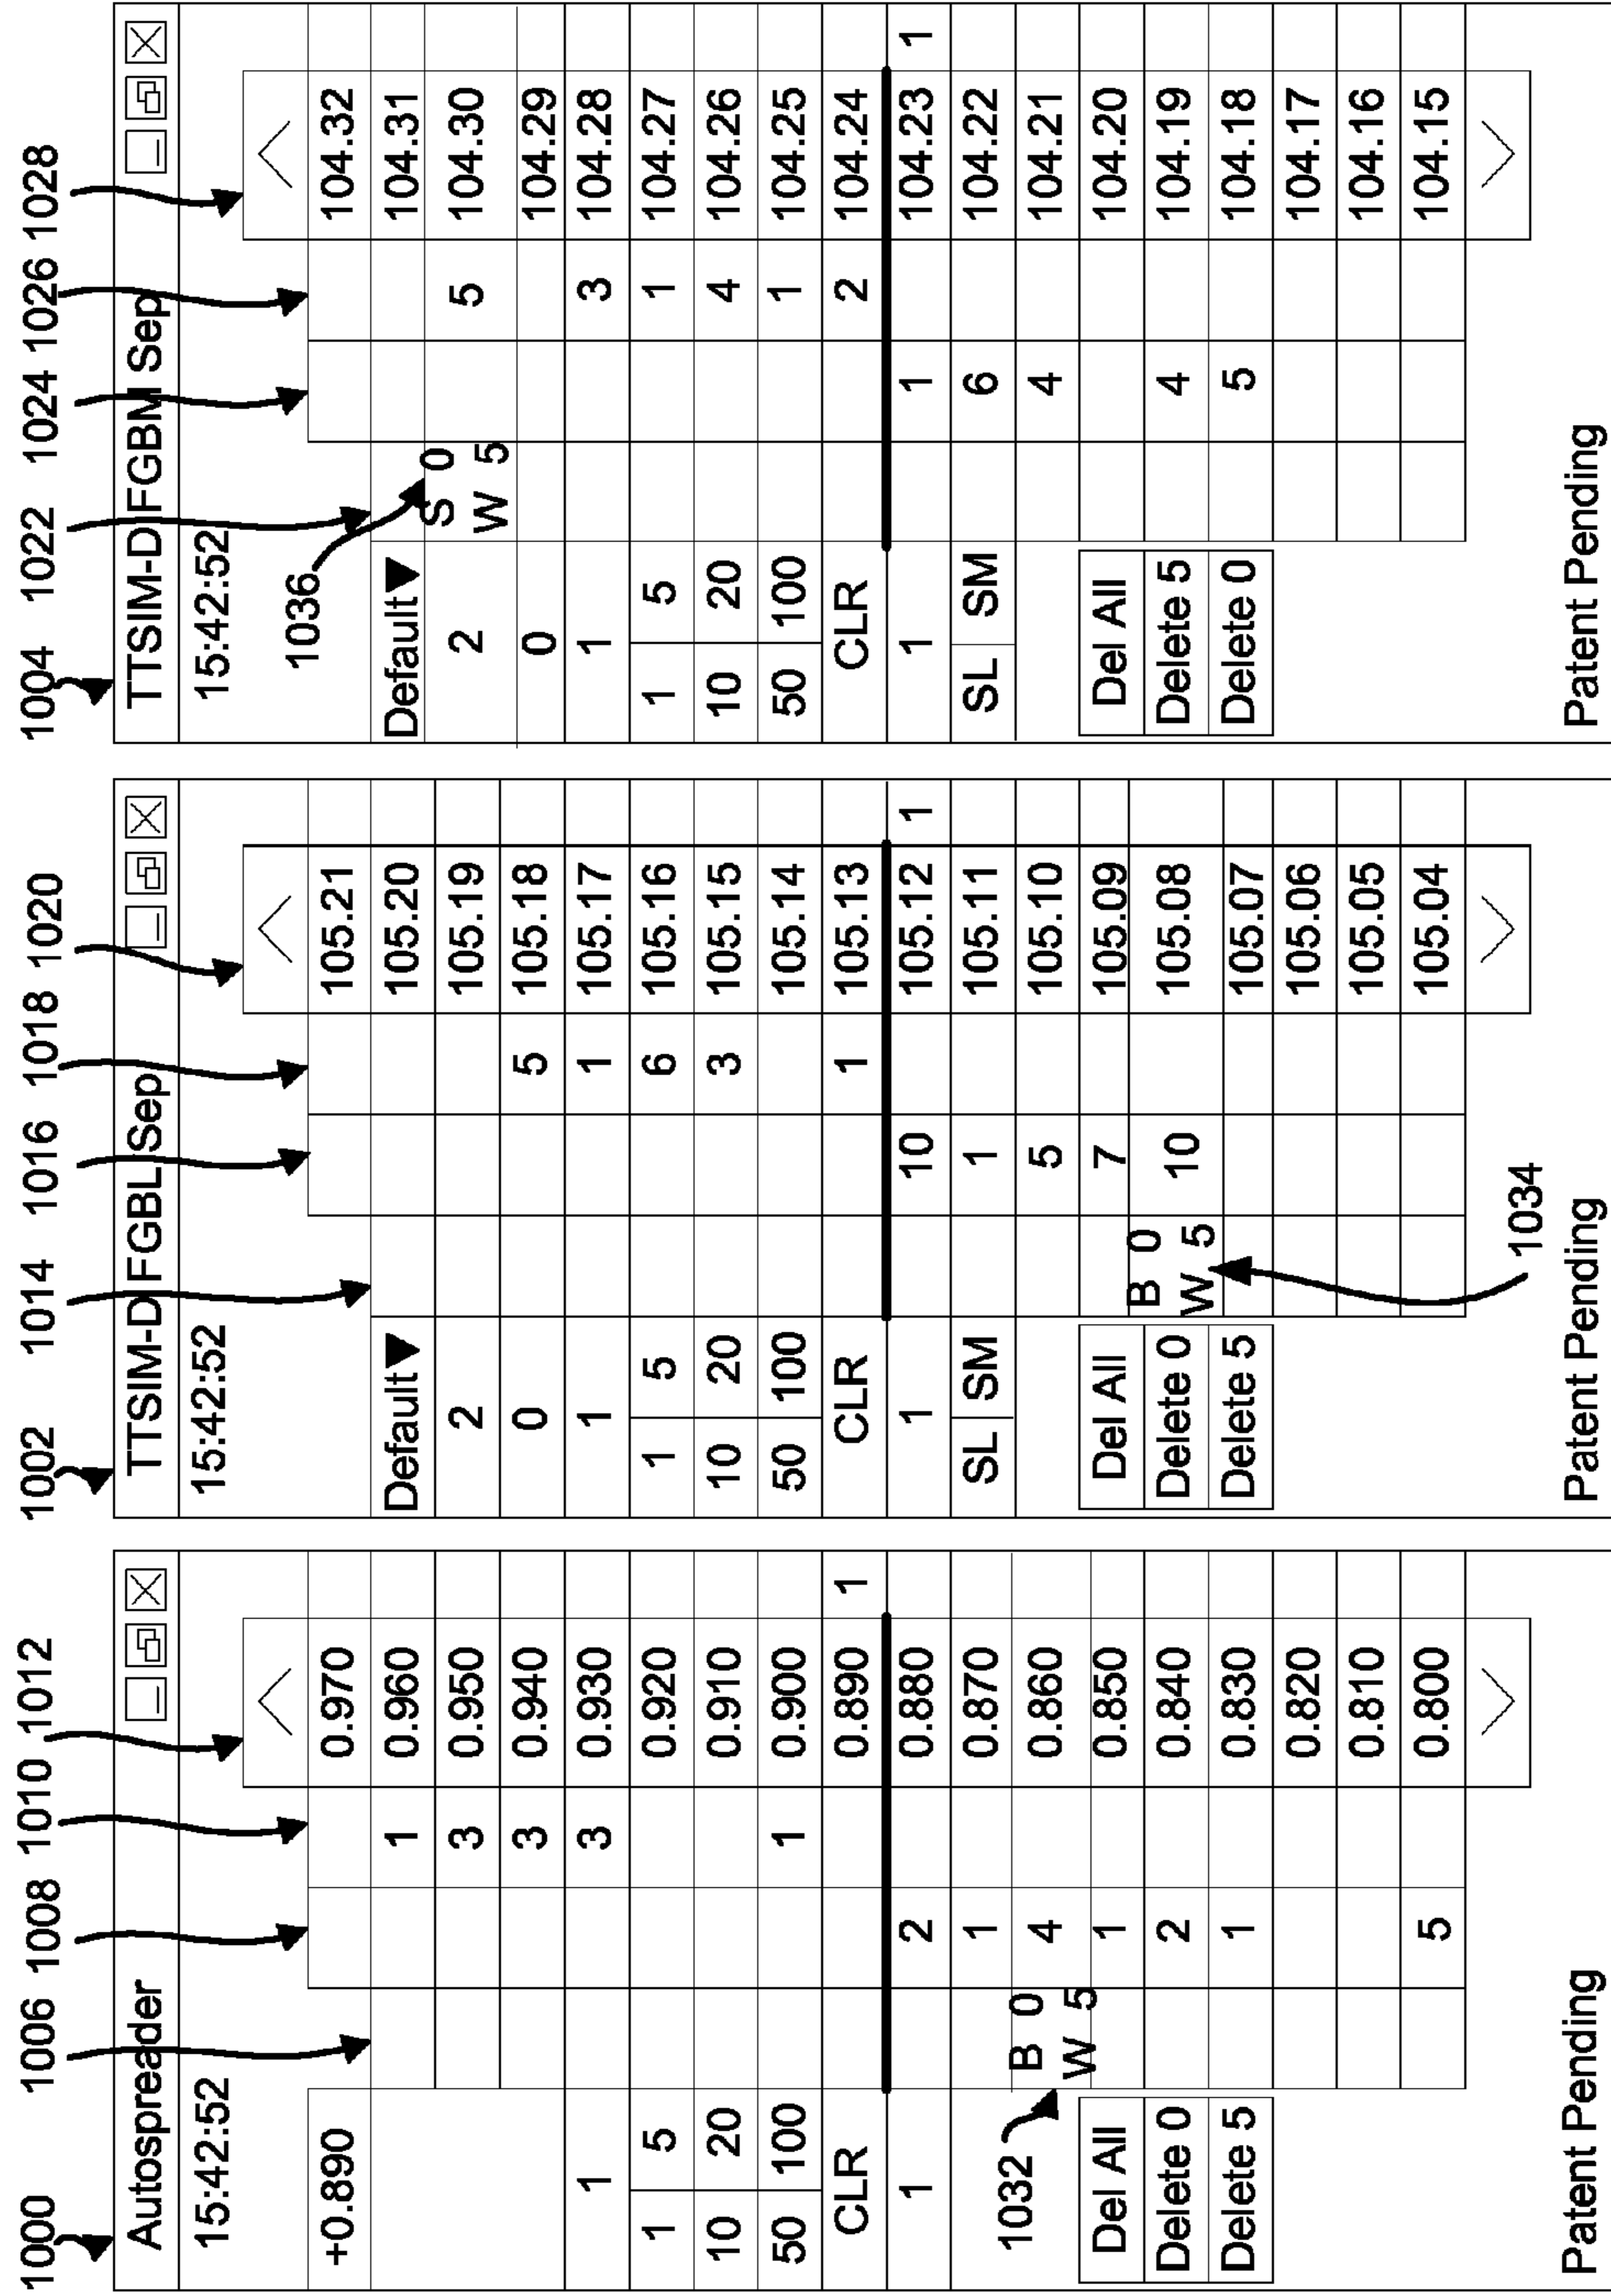 1000 1006 1008 1010 1012
Autospreader
15:42:52
+0.890 0.970
1 0.960
3 0.950
3 0.940
1 3 0.930
1 5 0.920
10 20 0.910
50 100 1 0.900
CLR 0.890 1
1 2 0.880
1 0.870
1032 B 0 4 0.860
W 5
Del All 1 0.850
Delete 0 2 0.840
Delete 5 1 0.830
0.820
0.810
5 0.800
Patent Pending
1002 1014 1016 1018 1020
TTSIM-D FGBL Sep
15:42:52
105.21
Default ▼ 105.20
2 105.19
0 5 105.18
1 1 105.17
1 5 6 105.16
10 20 3 105.15
50 100 105.14
CLR 1 105.13
1 10 105.12 1
SL SM 1 105.11
5 105.10
Del All 7 105.09
Delete 0 B 0 10 105.08
W 5
Delete 5 105.07
105.06
105.05
105.04
1034
Patent Pending
1004 1022 1024 1026 1028
TTSIM-D FGBM Sep
15:42:52
1036 104.32
Default ▼ 104.31
2 S 0 5 104.30
W 5
0 104.29
1 3 104.28
1 5 1 104.27
10 20 4 104.26
50 100 1 104.25
CLR 2 104.24
1 1 104.23 1
SL SM 6 104.22
4 104.21
Del All 104.20
Delete 5 4 104.19
Delete 0 5 104.18
104.17
104.16
104.15
Patent Pending